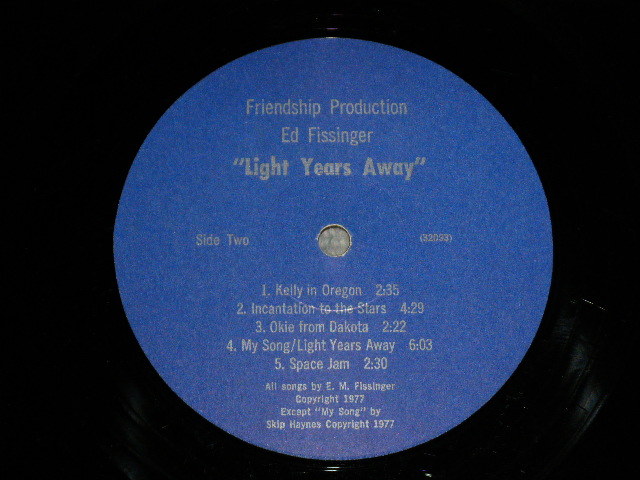 Friendship Production
Ed Fissinger
"Light Years Away"
Side Two
(32093)
1. Kelly in Oregon 2:35
2. Incantation to the Stars 4:29
3. Okie from Dakota 2:22
4. My Song/Light Years Away 6:03
5. Space Jam 2:30
All songs by E. M. Fissinger
Copyright 1977
Except "My Song" by
Skip Haynes Copyright 1977